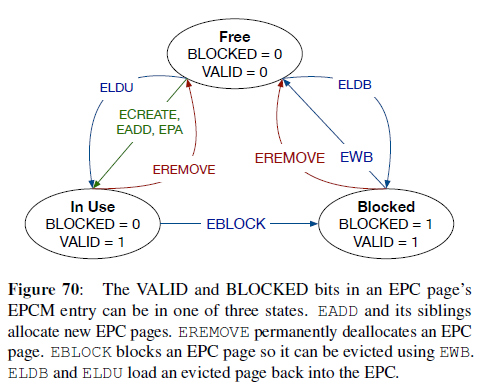 Free
BLOCKED = 0
VALID = 0
ELDU
ELDB
ECREATE,
EADD, EPA
EREMOVE
EREMOVE
EWB
In Use
BLOCKED = 0
VALID = 1
EBLOCK
Blocked
BLOCKED = 1
VALID = 1
Figure 70: The VALID and BLOCKED bits in an EPC page's
EPCM entry can be in one of three states. EADD and its siblings
allocate new EPC pages. EREMOVE permanently deallocates an EPC
page. EBLOCK blocks an EPC page so it can be evicted using EWB.
ELDB and ELDU load an evicted page back into the EPC.